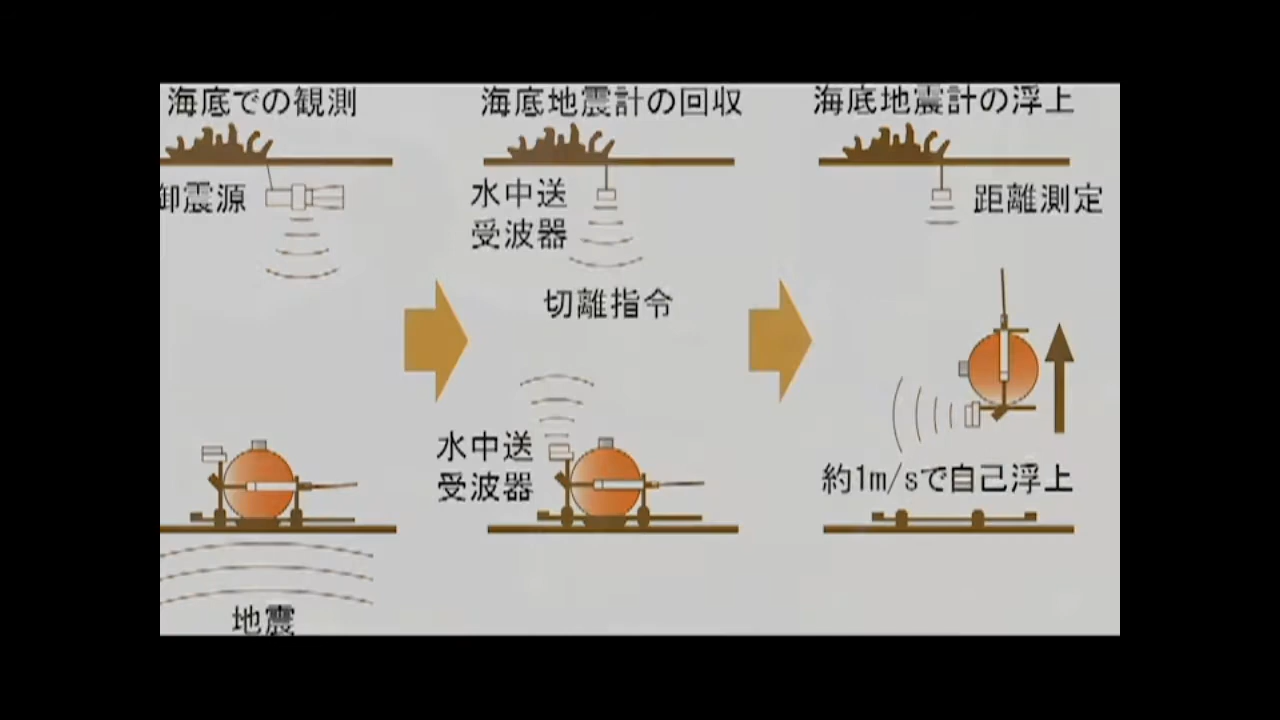 海底での観測
御震源
地震
海底地震計の回収
水中送
受波器
切離指令
水中送
受波器
海底地震計の浮上
距離測定
約1m/sで自己浮上